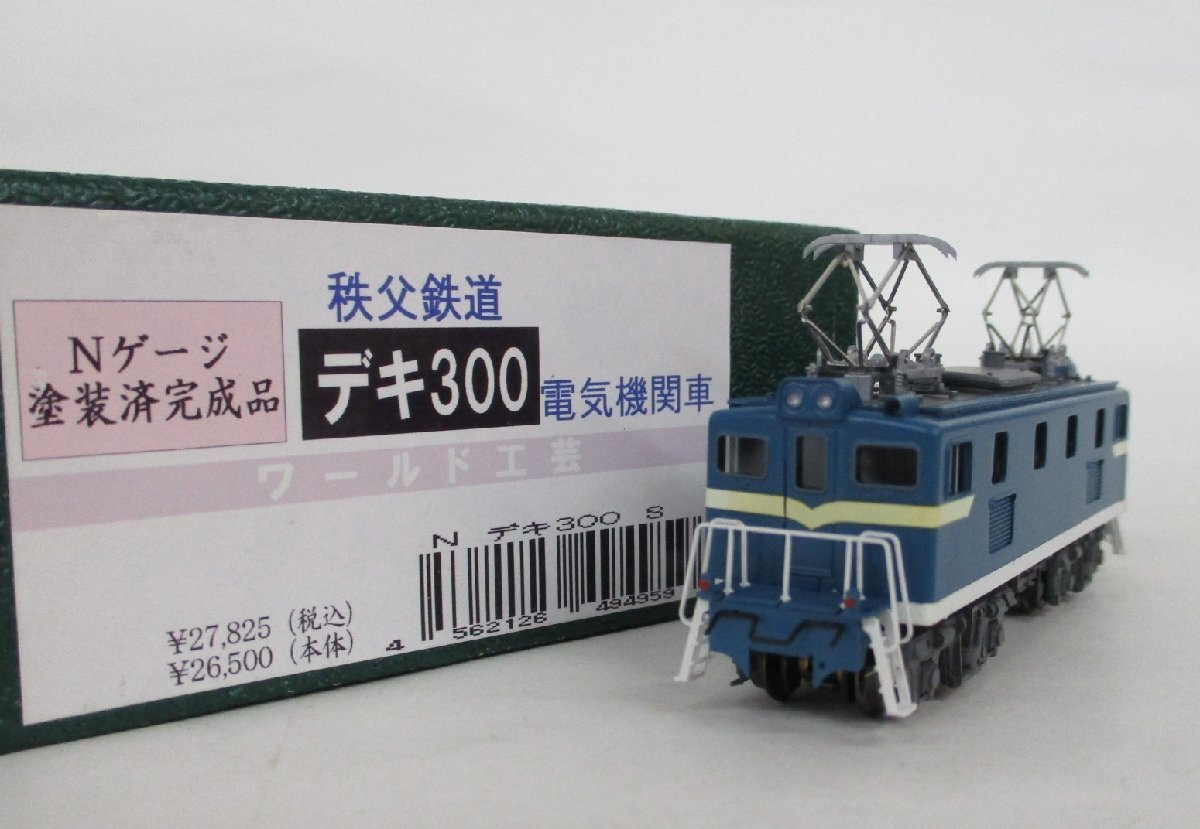 秩父鉄道
Nゲージ
塗装済完成品
デキ300
電気機関車
ワールド工芸
N デキ300 S
4 562126 494959
¥27,825 (税込)
¥26,500 (本体)